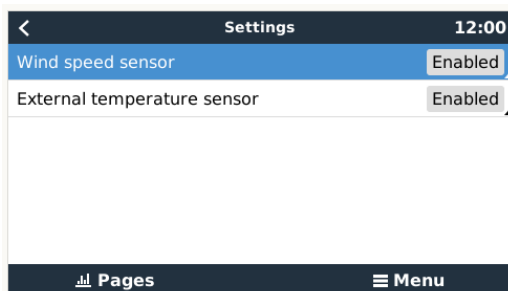 Settings 12:00
Wind speed sensor Enabled
External temperature sensor Enabled
Pages Menu